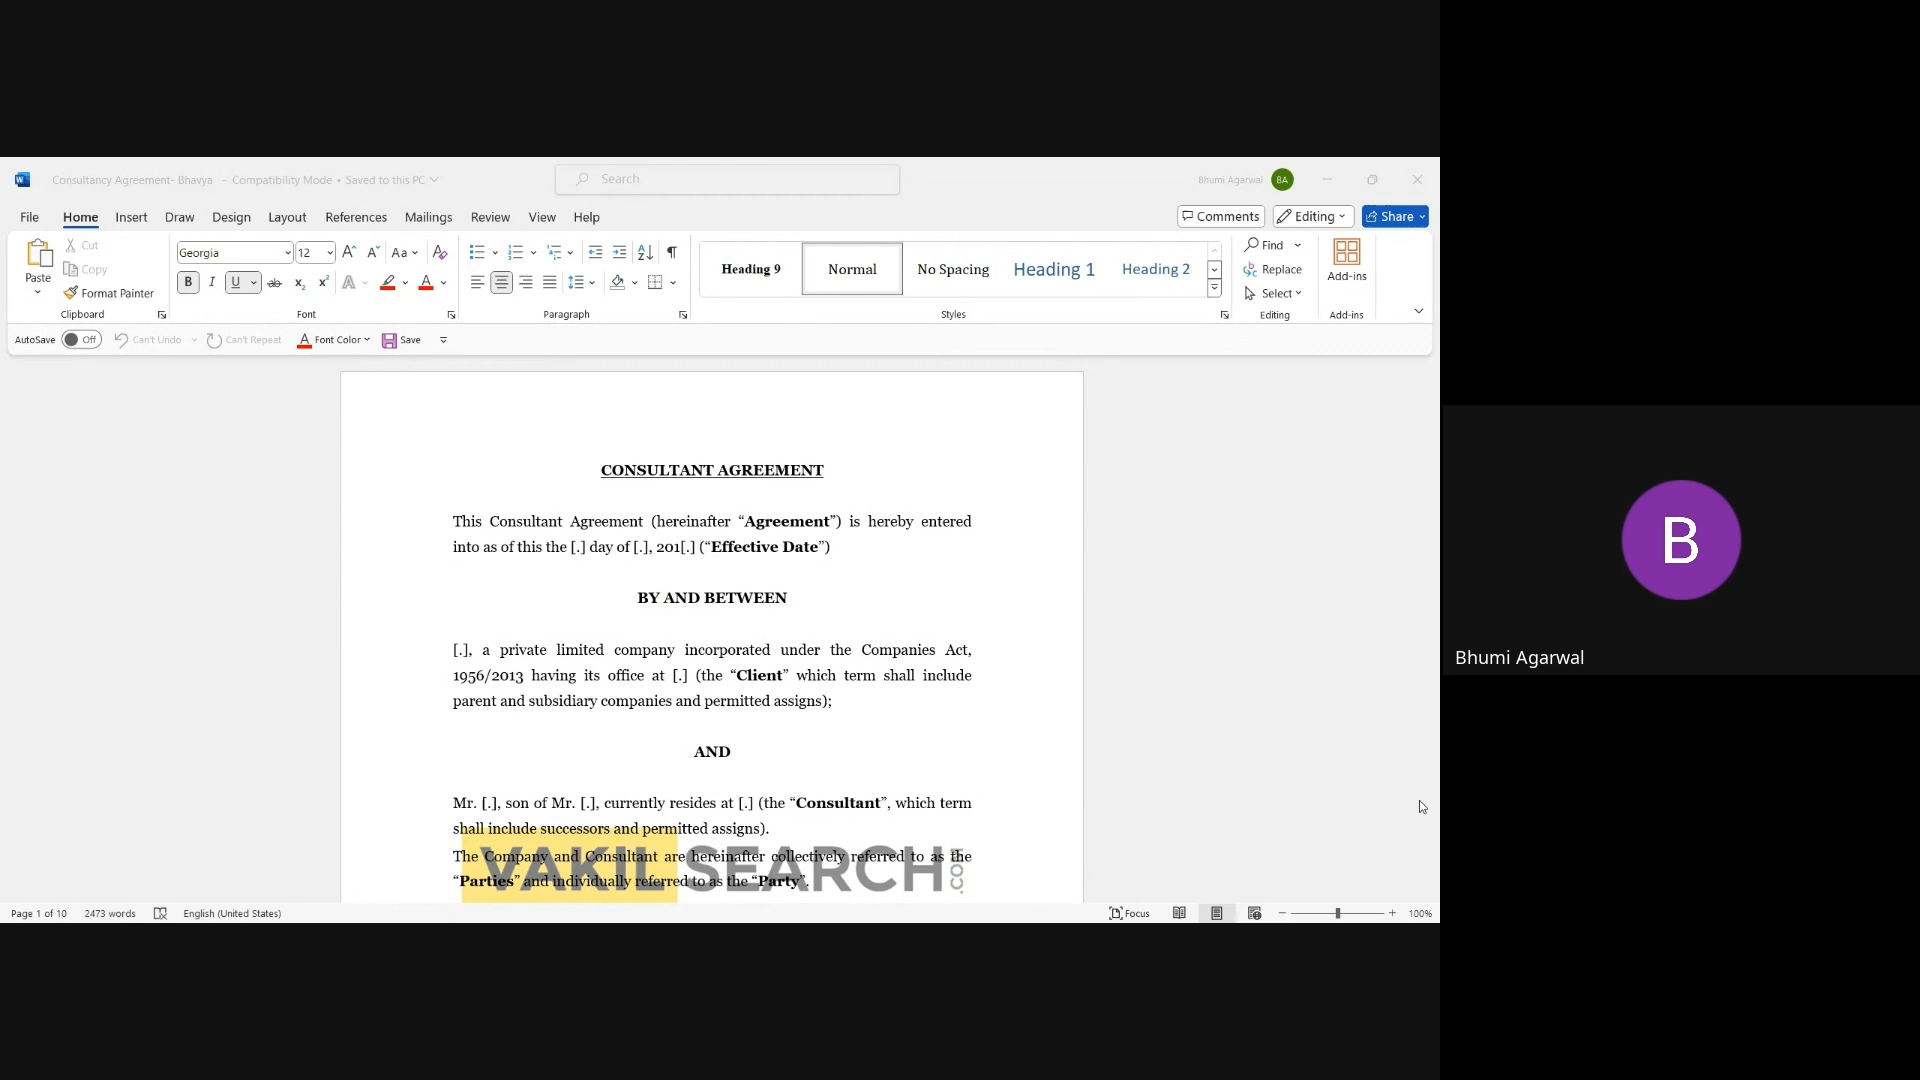 Consultancy Agreement- Bhavya - Compatibility Mode • Saved to this PC
Search
Bhumi Agarwal BA
File Home Insert Draw Design Layout References Mailings Review View Help
Comments Editing Share
Paste
Cut
Copy
Format Painter
Clipboard
Georgia 12
Font
Paragraph
Heading 9 Normal No Spacing Heading 1 Heading 2
Styles
Find
Replace
Select
Editing
Add-ins
Add-ins
AutoSave Off Can't Undo Can't Repeat Font Color Save
CONSULTANT AGREEMENT
This Consultant Agreement (hereinafter “Agreement”) is hereby entered
into as of this the [.] day of [.], 201[.] (“Effective Date”)
BY AND BETWEEN
[.], a private limited company incorporated under the Companies Act,
1956/2013 having its office at [.] (the “Client” which term shall include
parent and subsidiary companies and permitted assigns);
AND
Mr. [.], son of Mr. [.], currently resides at [.] (the “Consultant”, which term
shall include successors and permitted assigns).
The Company and Consultant are hereinafter collectively referred to as the
“Parties” and individually referred to as the “Party”.
VAKILSEARCH.COM
Page 1 of 10 2473 words English (United States)
Focus 100%
B
Bhumi Agarwal